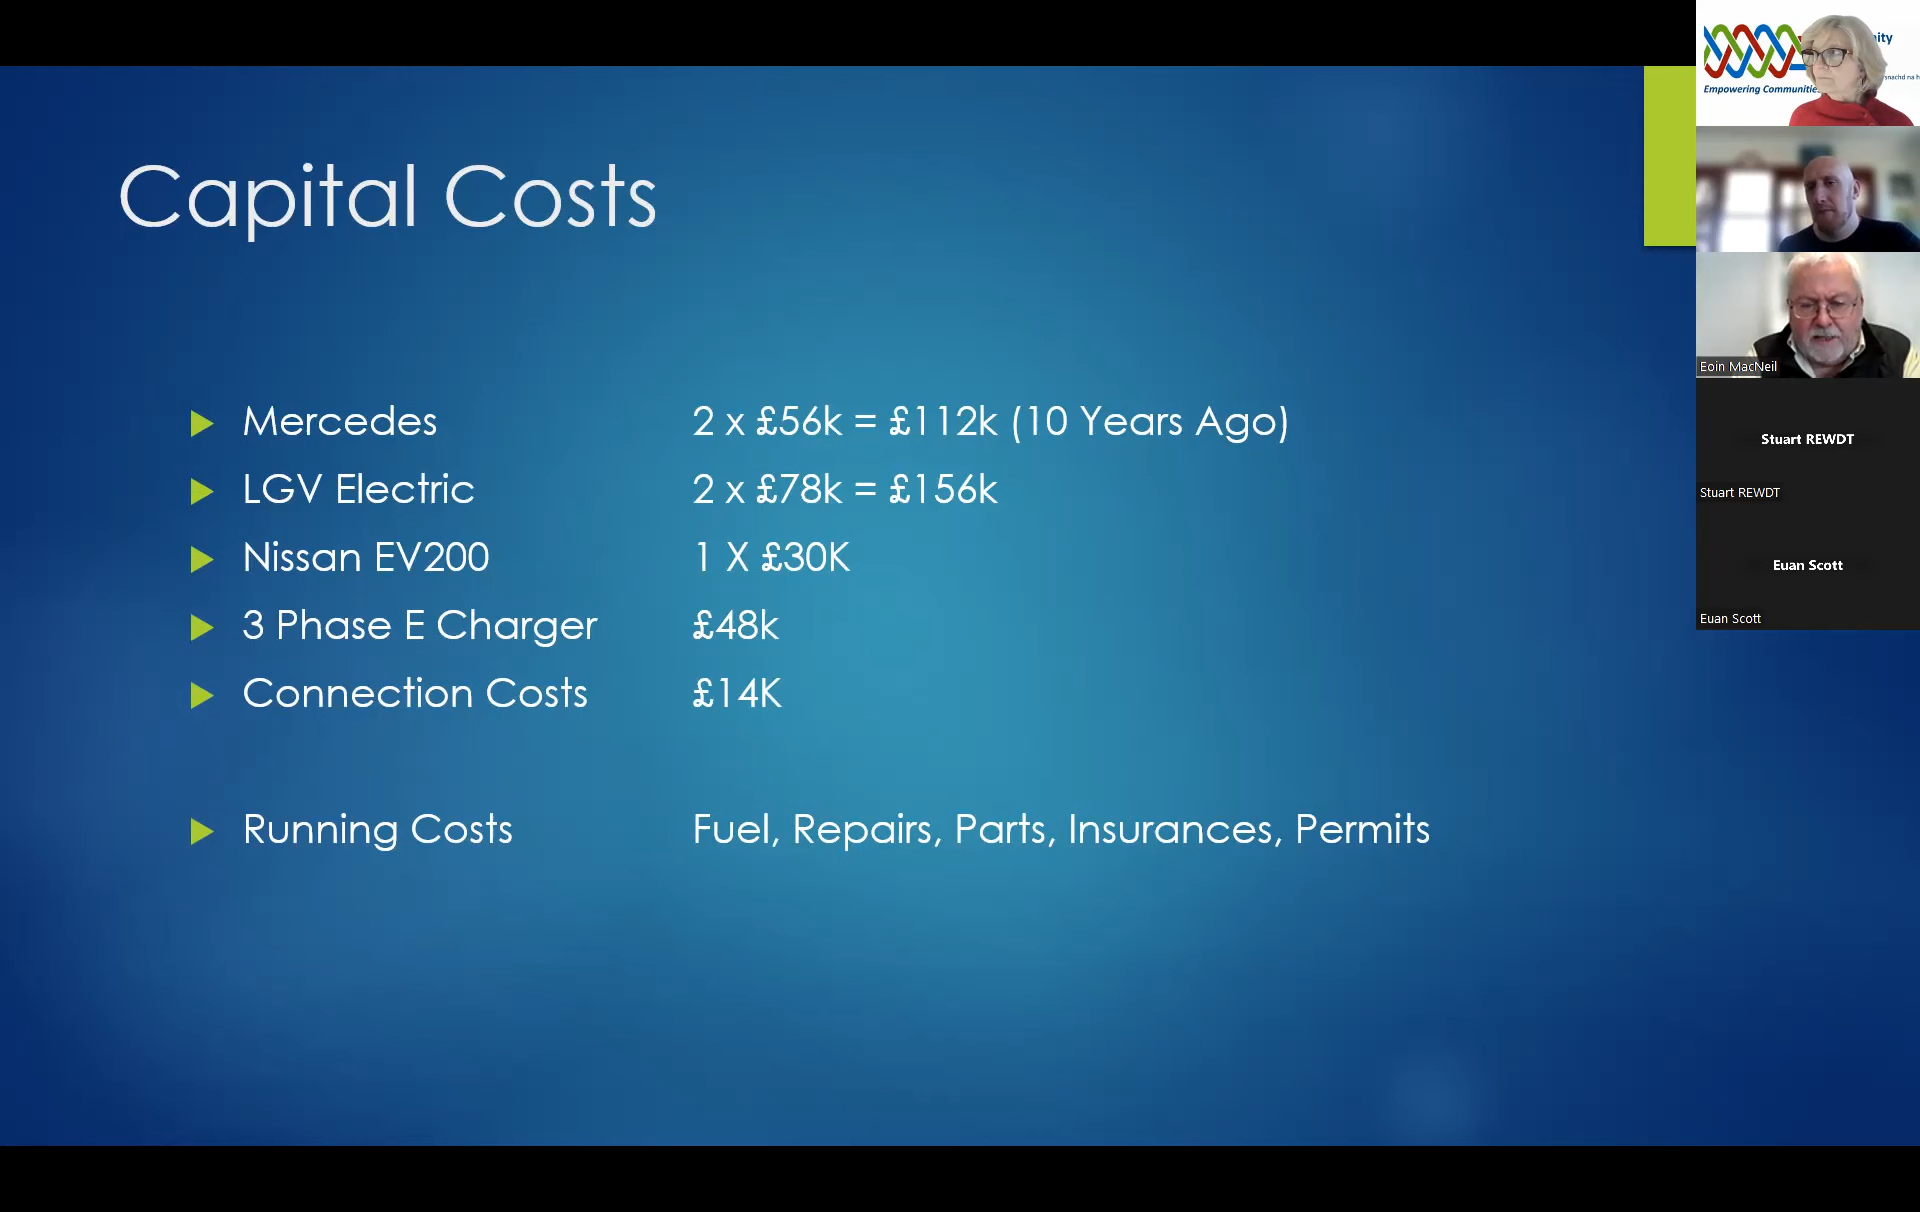 Capital Costs
Mercedes 2 x £56k = £112k (10 Years Ago)
LGV Electric 2 x £78k = £156k
Nissan EV200 1 X £30K
3 Phase E Charger £48k
Connection Costs £14K
Running Costs Fuel, Repairs, Parts, Insurances, Permits
Empowering Communities
Eoin MacNeil
Stuart REWDT
Stuart REWDT
Euan Scott
Euan Scott